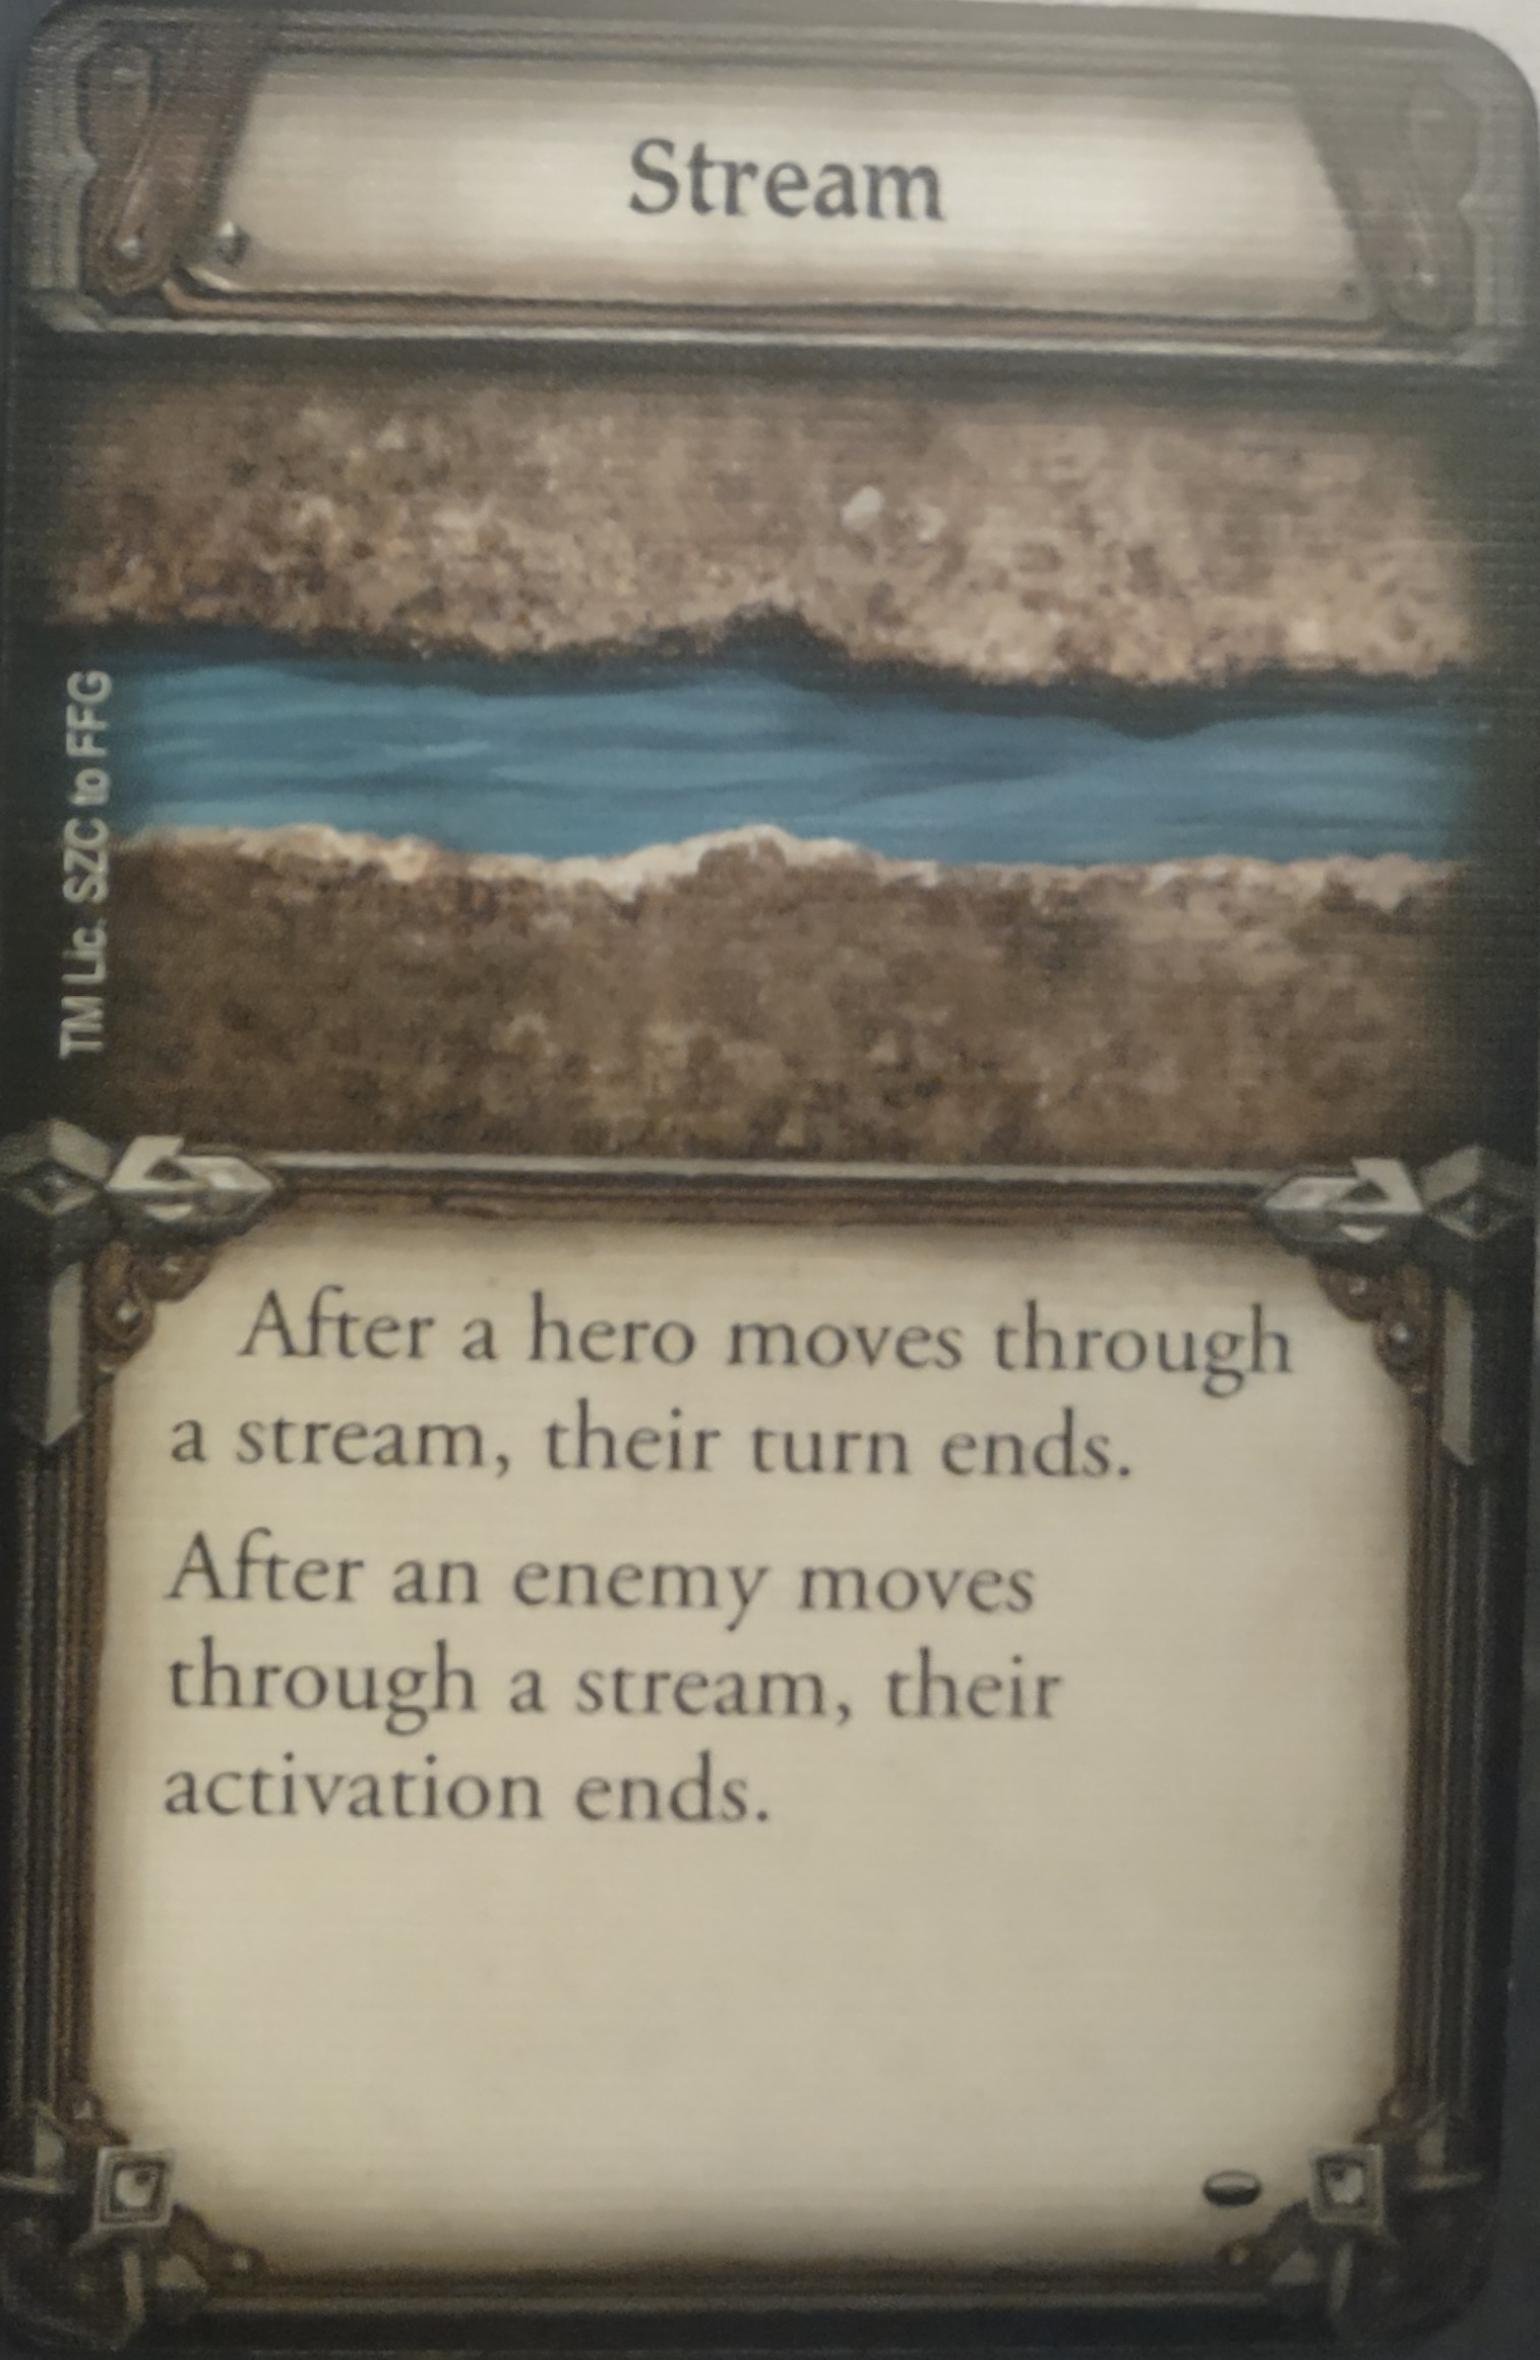 Stream
TM Lic. SZC to FFG
After a hero moves through
a stream, their turn ends.
After an enemy moves
through a stream, their
activation ends.